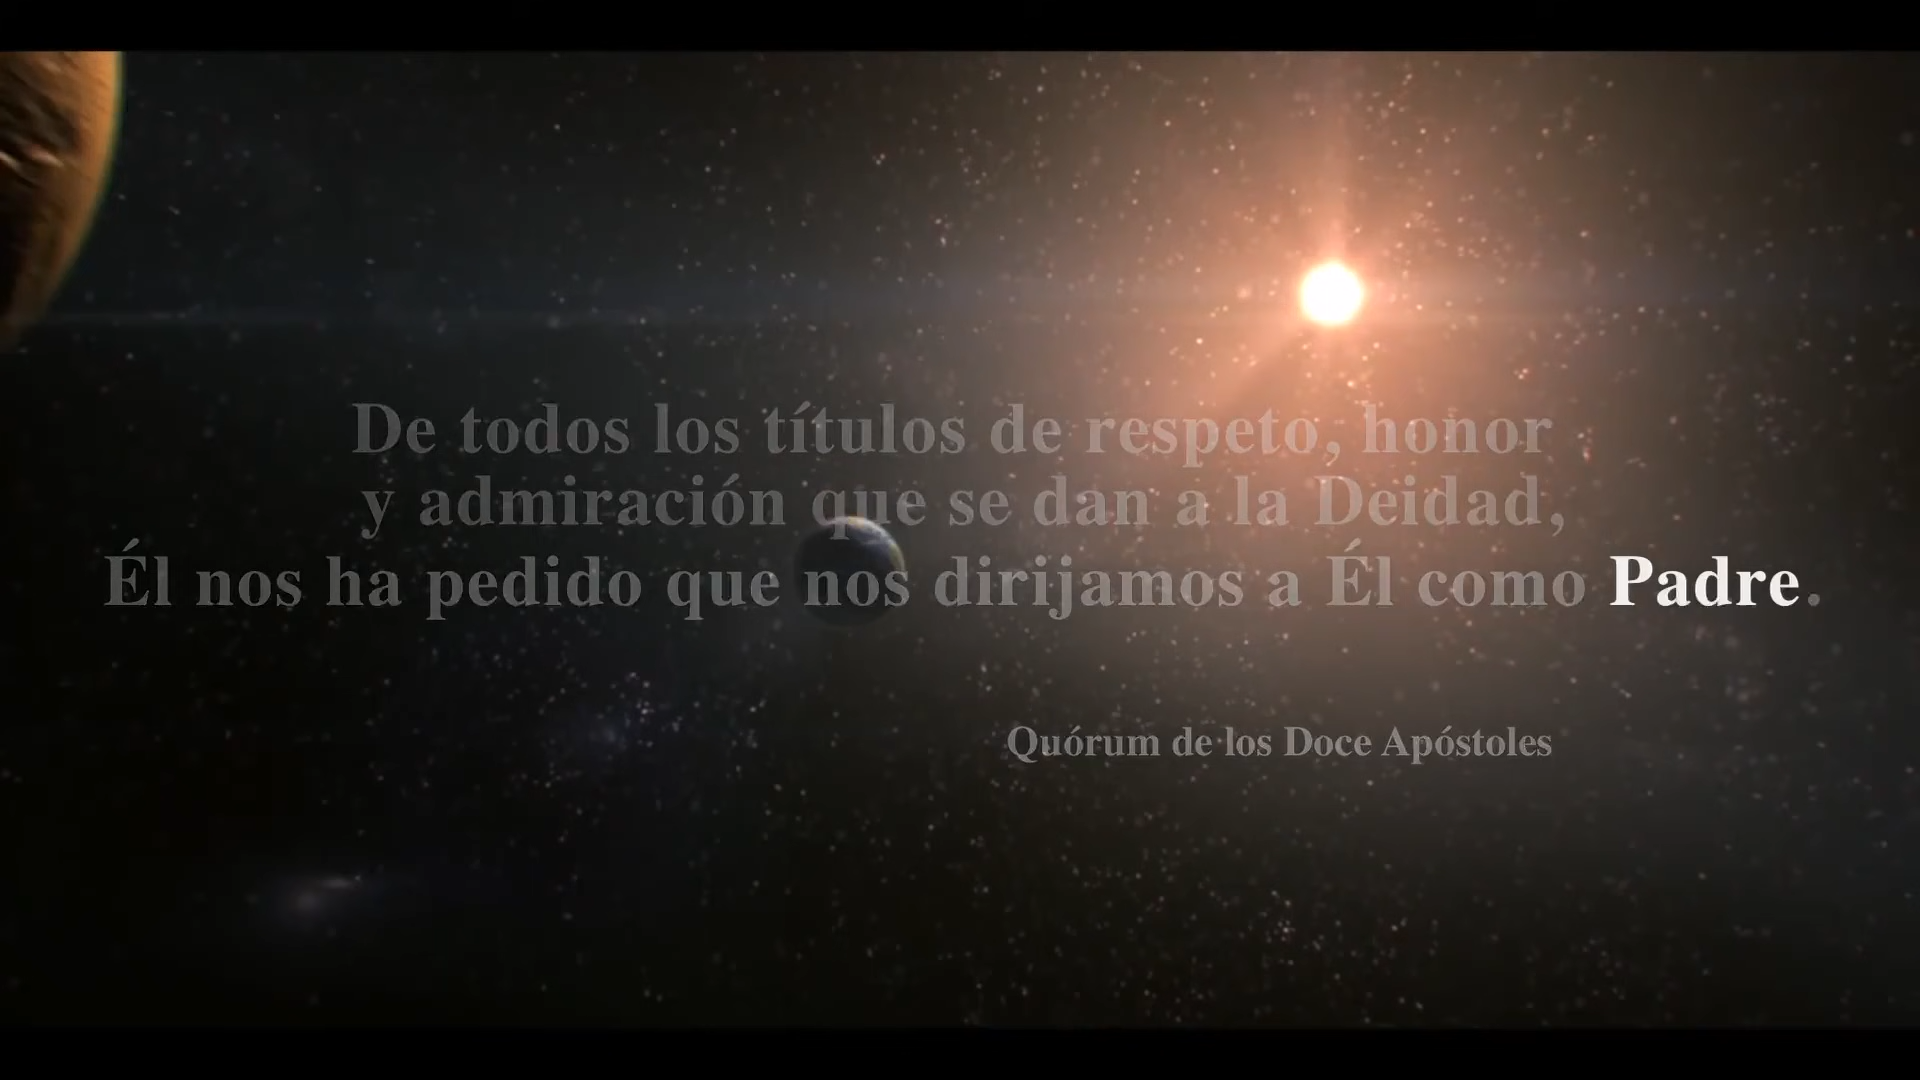 De todos los títulos de respeto, honor
y admiración que se dan a la Deidad,
Él nos ha pedido que nos dirijamos a Él como Padre.
Quórum de los Doce Apóstoles